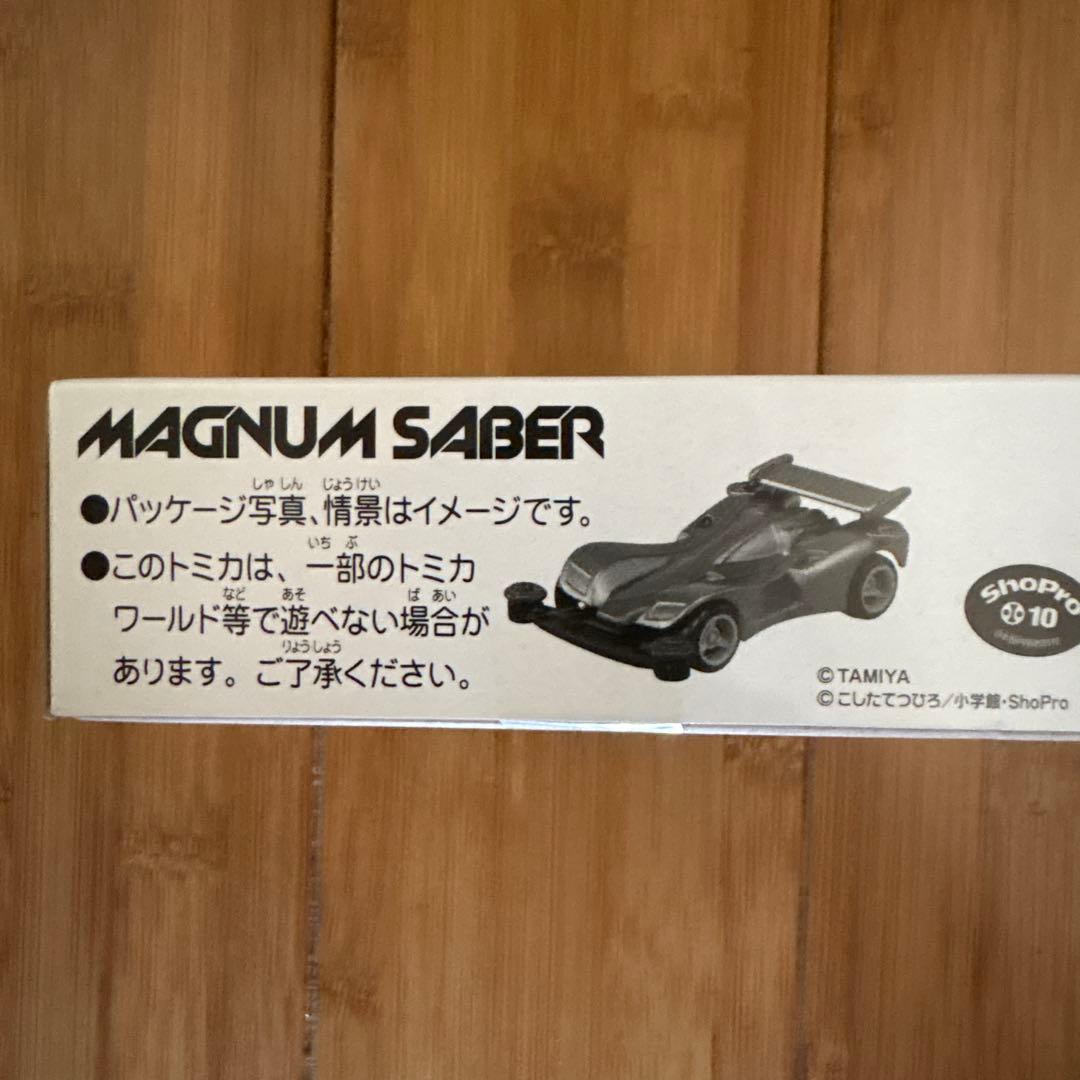 MAGNUM SABER
しゃしん じょうけい
●パッケージ写真、情景はイメージです。
いち ぶ
●このトミカは、一部のトミカ
など あそ ば あい
ワールド等で遊べない場合が
りょうしょう
あります。ご了承ください。
ShoPro
10
©TAMIYA
©こしたてつひろ/小学館・ShoPro